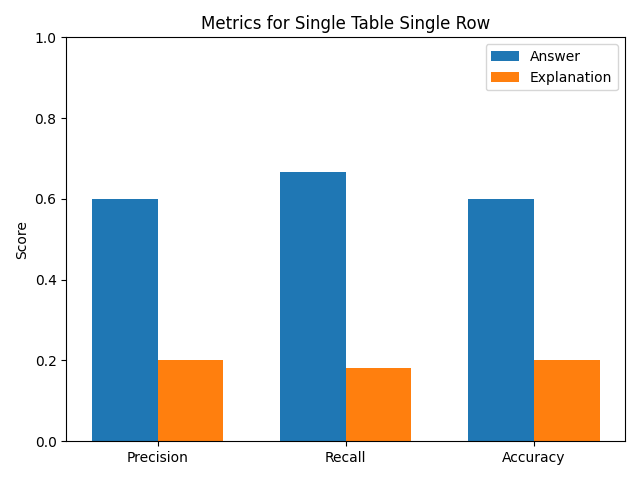 Metrics for Single Table Single Row
Answer
Explanation
Score
1.0
0.8
0.6
0.4
0.2
0.0
Precision Recall Accuracy